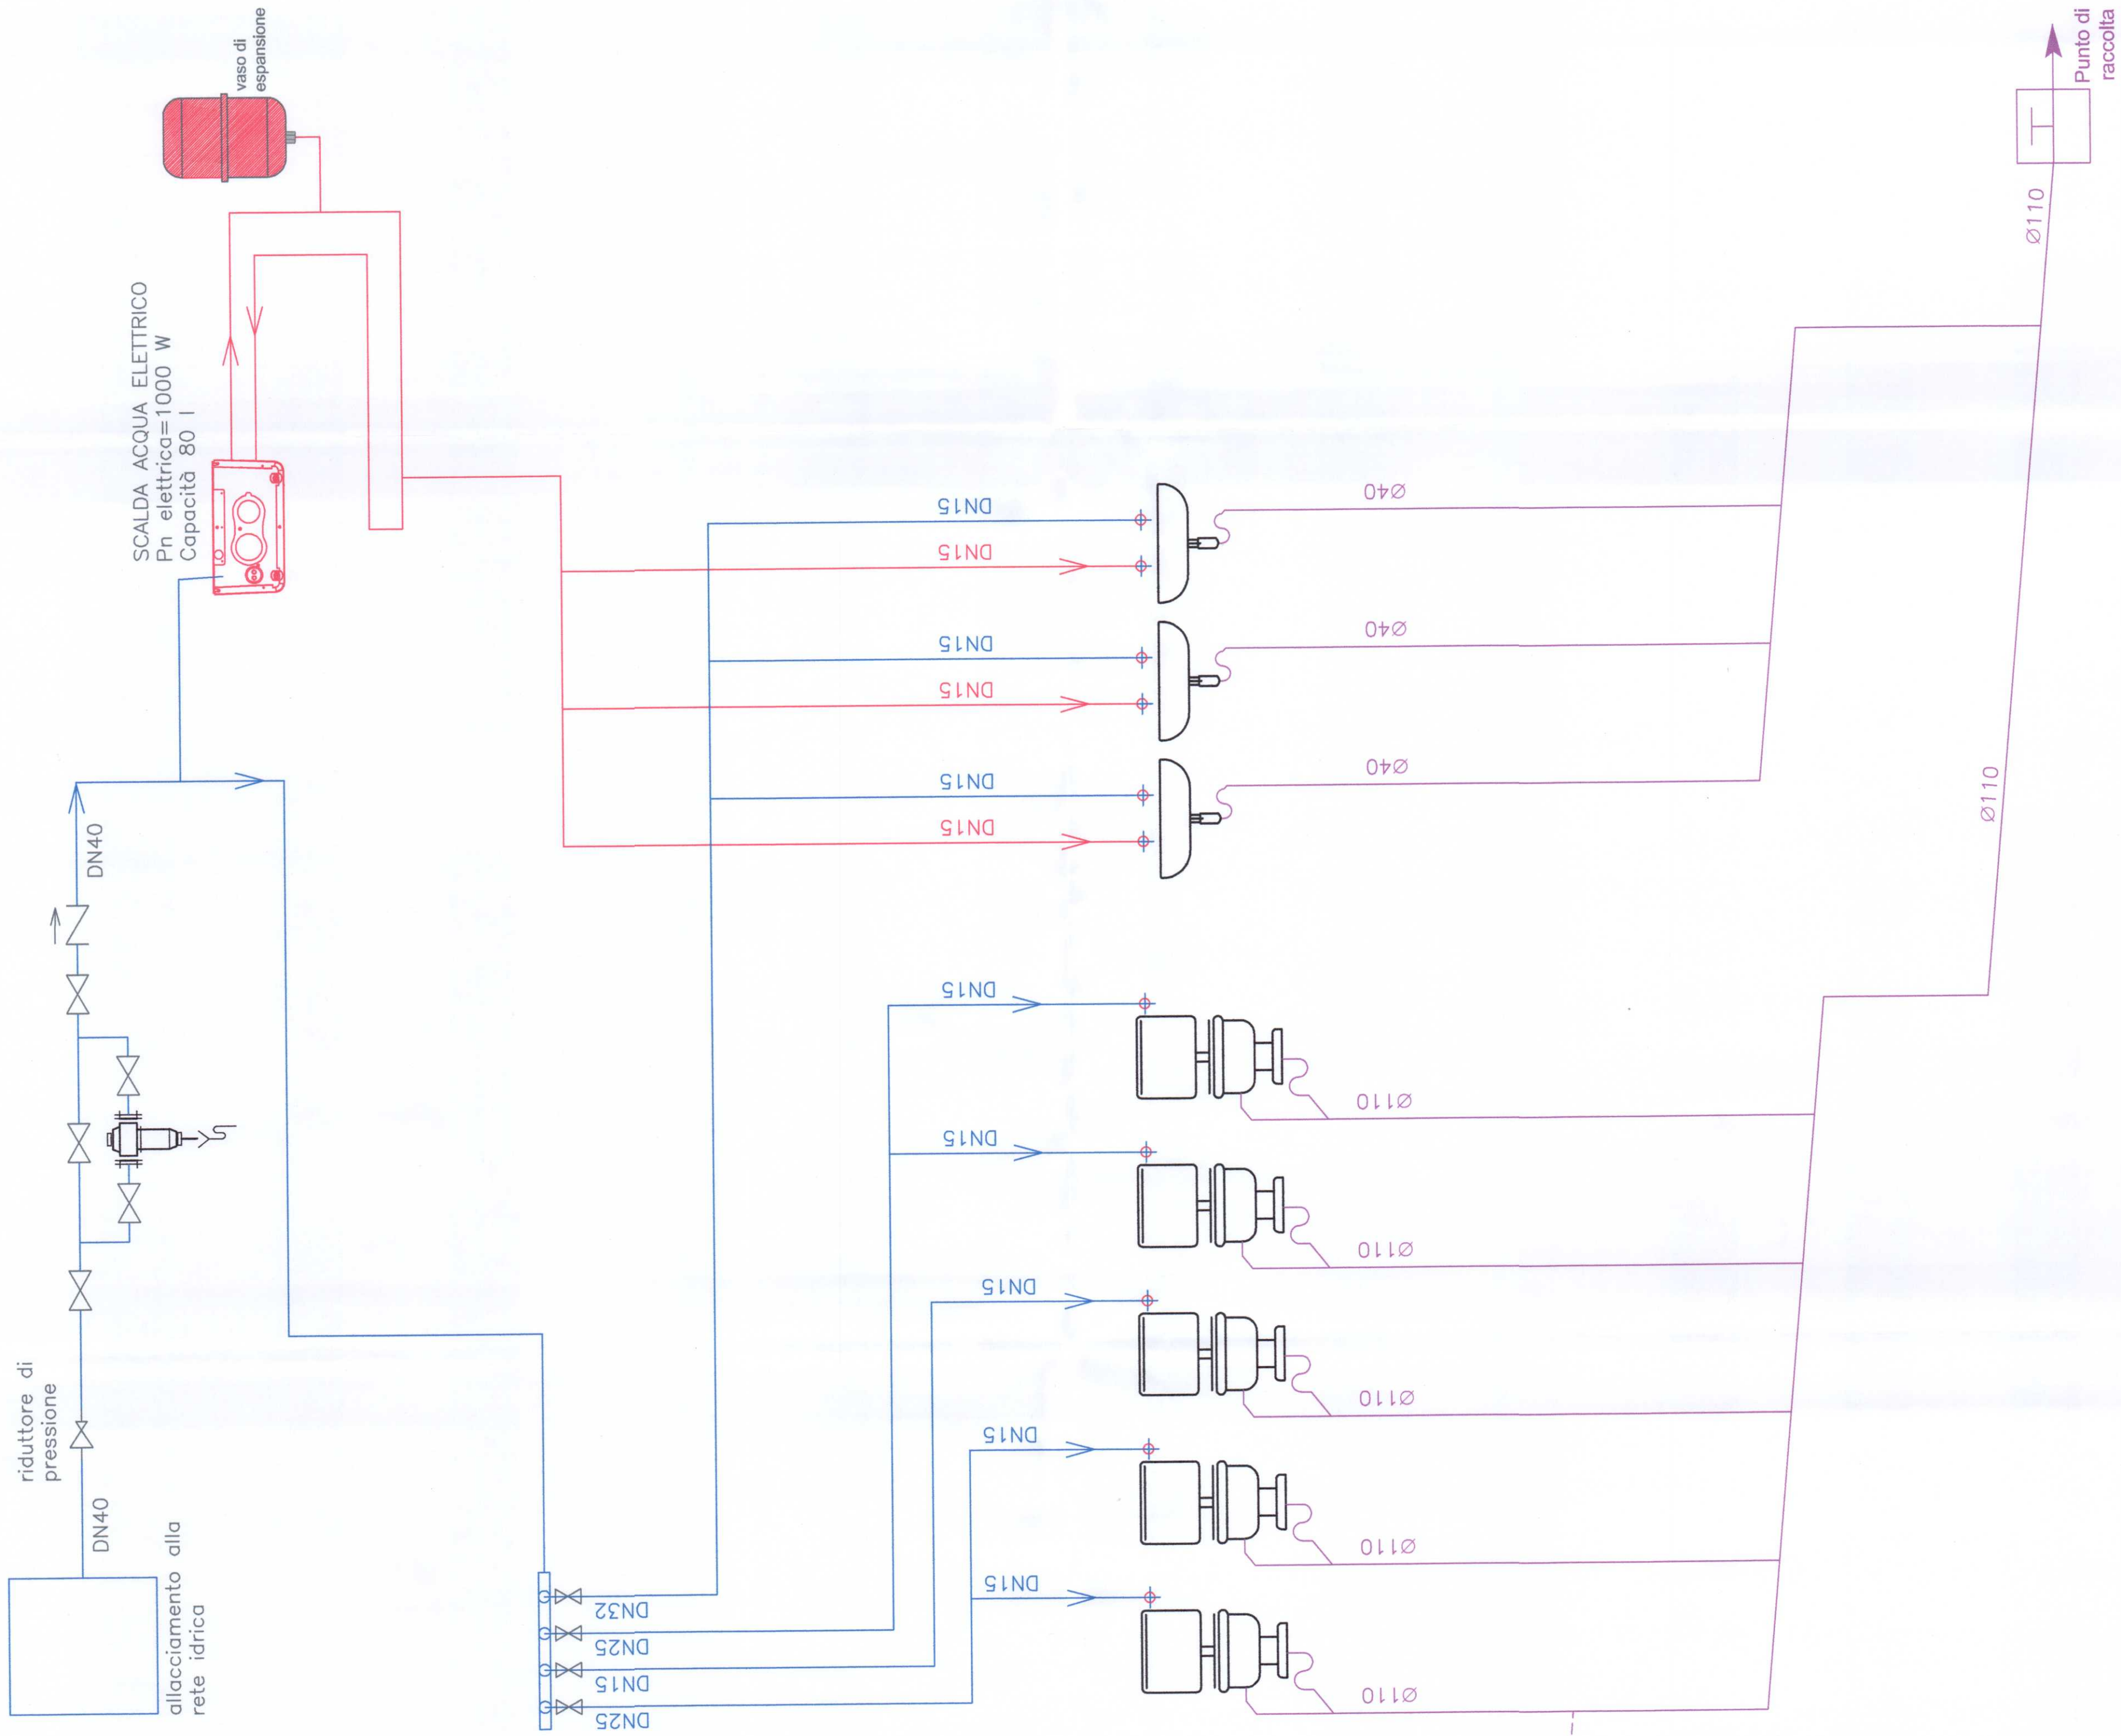 allacciamento alla
rete idrica
DN40
riduttore di
pressione
DN40
SCALDA ACQUA ELETTRICO
Pn elettrica=1000 W
Capacità 80 l
vaso di
espansione
DN32
DN25
DN15
DN25
DN15
DN15
DN15
DN15
DN15
DN15
DN15
DN15
DN15
DN15
DN15
Ø110
Ø110
Ø110
Ø110
Ø110
Ø40
Ø40
Ø40
Ø110
Ø110
Punto di
raccolta